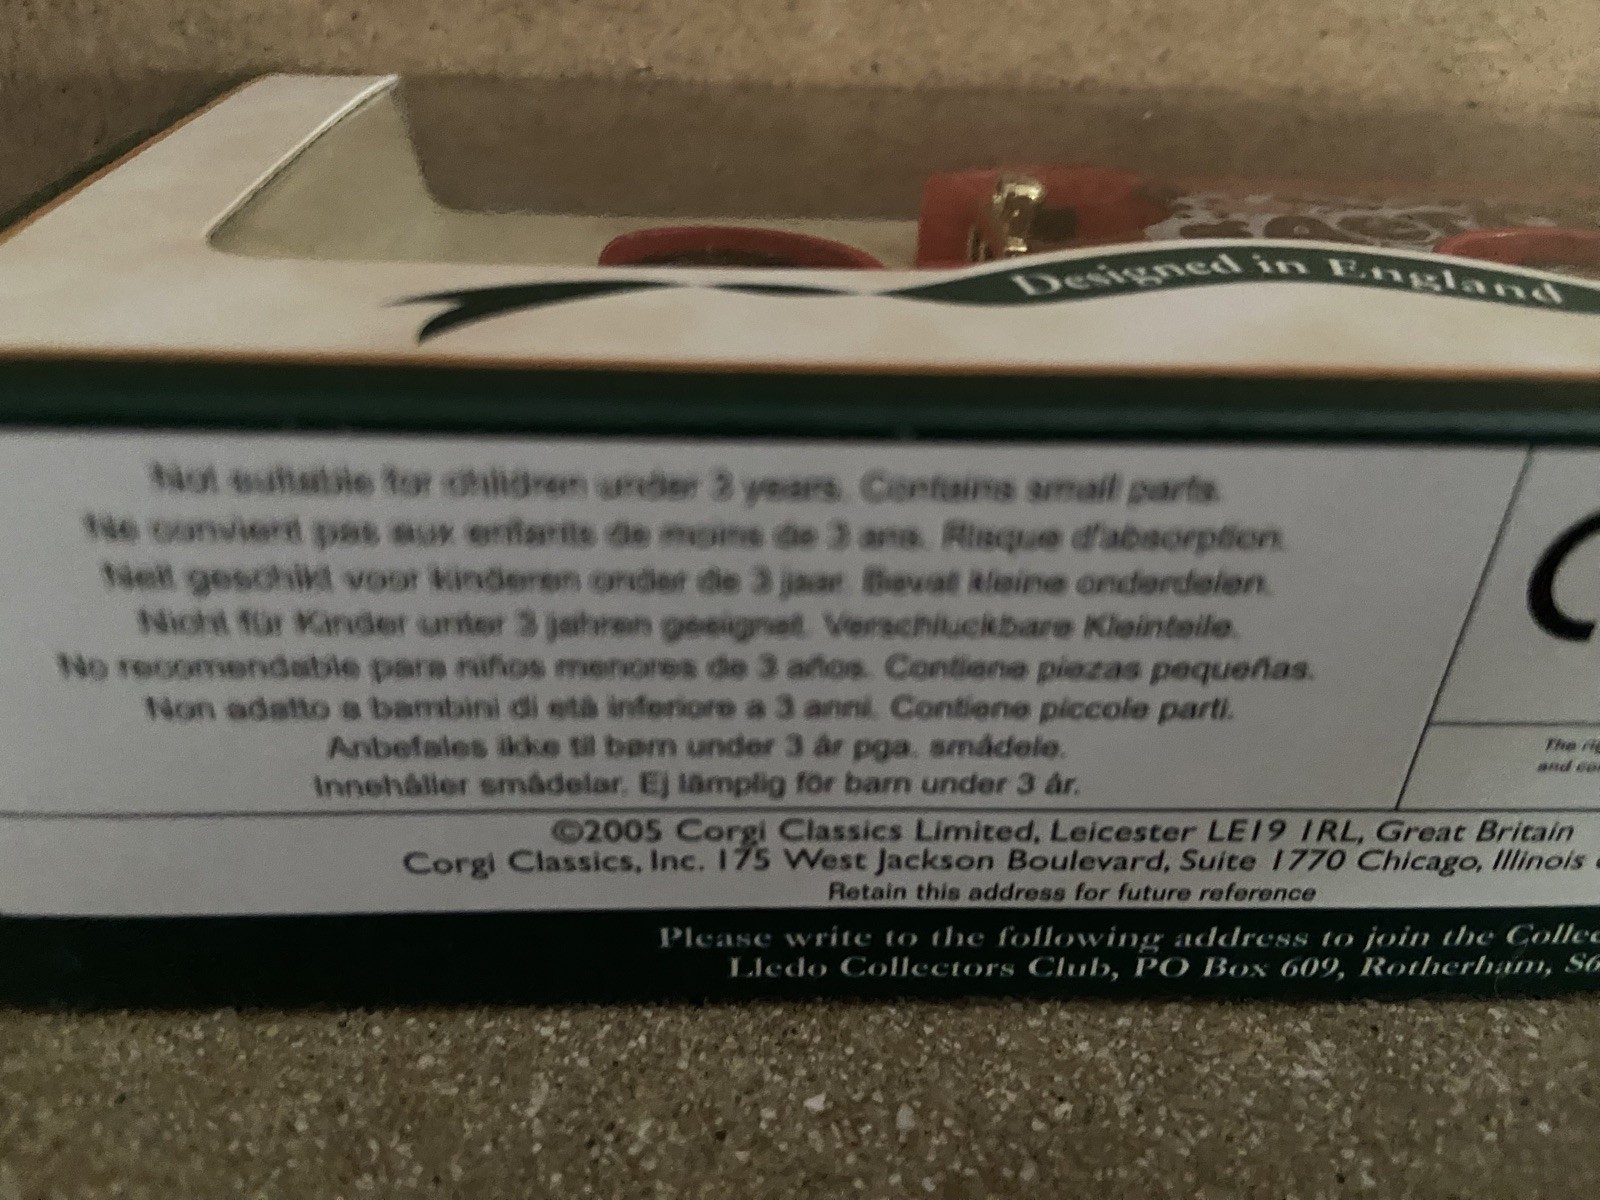 Designed in England
Not suitable for children under 3 years. Contains small parts.
Ne convient pas aux enfants de moins de 3 ans. Risque d'absorption.
geschikt voor kinderen onder de 3 jaar. Bevat kleine onderdelen.
Nicht für Kinder unter 3 jahren geeignet. Verschluckbare Kleinteile.
No recomendable para niños menores de 3 años. Contiene piezas pequeñas.
Non adatto a bambini di età inferiore a 3 anni. Contiene piccole parti.
Anbefales ikke til børn under 3 år pga. smådele.
Innehåller smådelar. Ej lämplig för barn under 3 år.
The
and
©2005 Corgi Classics Limited, Leicester LE19 1RL, Great Britain
Corgi Classics, Inc. 175 West Jackson Boulevard, Suite 1770 Chicago, Illinois
Retain this address for future reference
Please write to the following address to join the Collec
Lledo Collectors Club, PO Box 609, Rotherham, S6